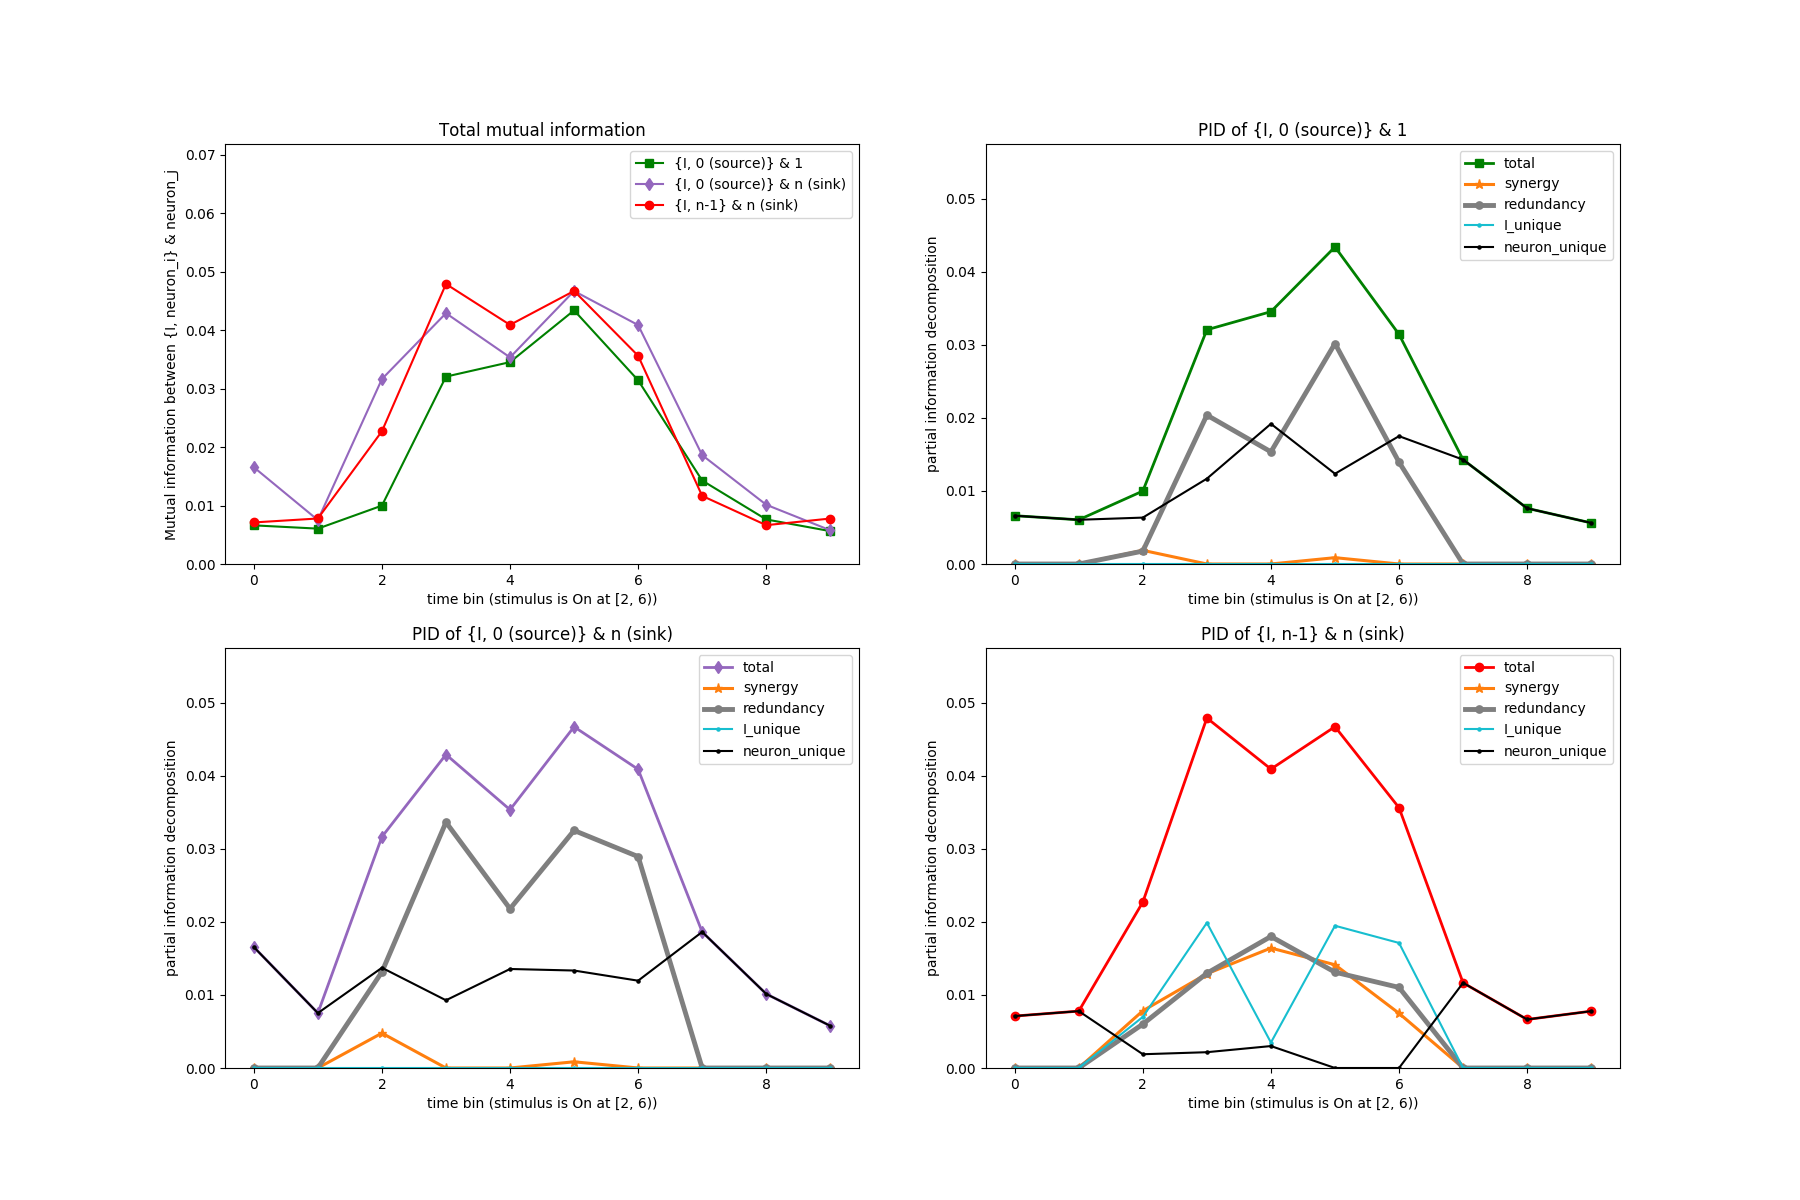 Total mutual information
Mutual information between {I, neuron_i} & neuron_j
0.07
0.06
0.05
0.04
0.03
0.02
0.01
0.00
{I, 0 (source)} & 1
{I, 0 (source)} & n (sink)
{I, n-1} & n (sink)
0 2 4 6 8
time bin (stimulus is On at [2, 6))
PID of {I, 0 (source)} & 1
partial information decomposition
0.05
0.04
0.03
0.02
0.01
0.00
total
synergy
redundancy
I_unique
neuron_unique
0 2 4 6 8
time bin (stimulus is On at [2, 6))
PID of {I, 0 (source)} & n (sink)
partial information decomposition
0.05
0.04
0.03
0.02
0.01
0.00
total
synergy
redundancy
I_unique
neuron_unique
0 2 4 6 8
time bin (stimulus is On at [2, 6))
PID of {I, n-1} & n (sink)
partial information decomposition
0.05
0.04
0.03
0.02
0.01
0.00
total
synergy
redundancy
I_unique
neuron_unique
0 2 4 6 8
time bin (stimulus is On at [2, 6))